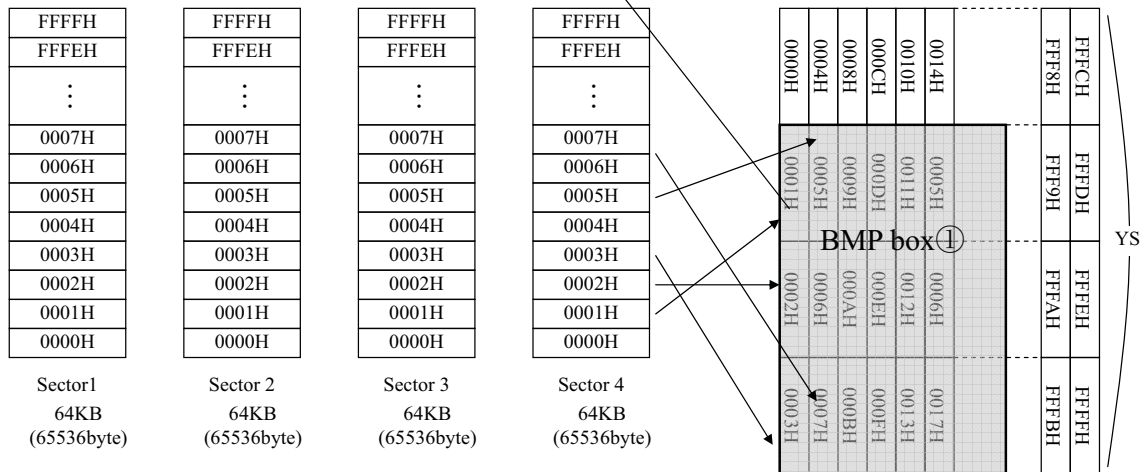 FFFFH FFFFH FFFFH FFFFH
FFFEH FFFEH FFFEH FFFEH
⋮ ⋮ ⋮ ⋮
0007H 0007H 0007H 0007H
0006H 0006H 0006H 0006H
0005H 0005H 0005H 0005H
0004H 0004H 0004H 0004H
0003H 0003H 0003H 0003H
0002H 0002H 0002H 0002H
0001H 0001H 0001H 0001H
0000H 0000H 0000H 0000H
Sector1 Sector 2 Sector 3 Sector 4
64KB 64KB 64KB 64KB
(65536byte) (65536byte) (65536byte) (65536byte)
0000H 0004H 0008H 000CH 0010H 0014H FFF8H FFFCH
0001H 0005H 0009H 000DH 0011H 0005H FFF9H FFFDH
BMP box①
YS
0002H 0006H 000AH 000EH 0012H 0006H FFFAH FFFEH
0003H 0007H 000BH 000FH 0013H 0017H FFFBH FFFFH